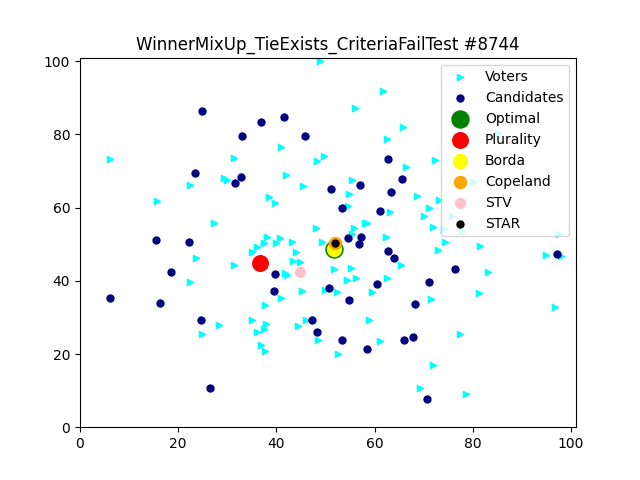 WinnerMixUp_TieExists_CriteriaFailTest #8744
100
80
60
40
20
0
0 20 40 60 80 100
Voters
Candidates
Optimal
Plurality
Borda
Copeland
STV
STAR